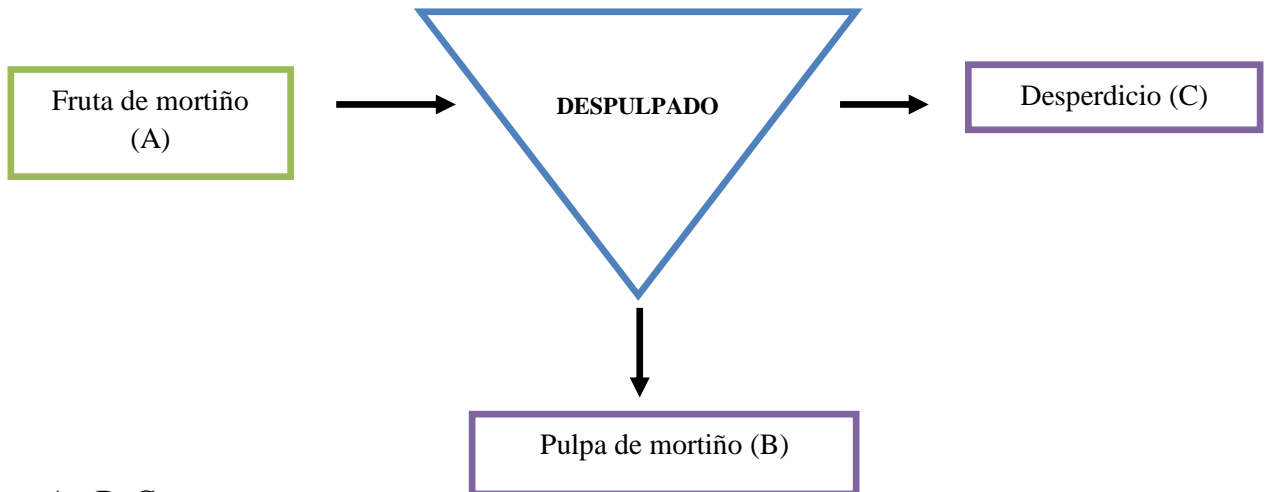 Fruta de mortiño
(A)
DESPULPADO
Desperdicio (C)
Pulpa de mortiño (B)